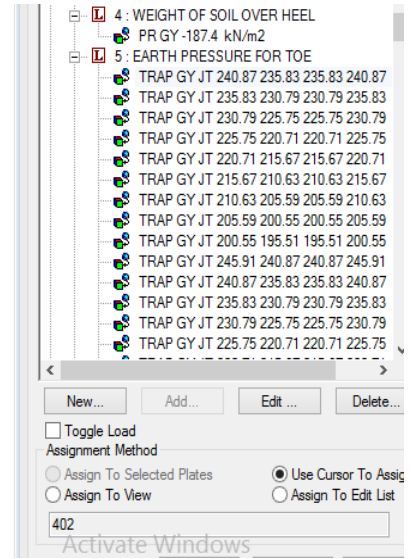 L 4 : WEIGHT OF SOIL OVER HEEL
PR GY -187.4 kN/m2
L 5 : EARTH PRESSURE FOR TOE
TRAP GY JT 240.87 235.83 235.83 240.87
TRAP GY JT 235.83 230.79 230.79 235.83
TRAP GY JT 230.79 225.75 225.75 230.79
TRAP GY JT 225.75 220.71 220.71 225.75
TRAP GY JT 220.71 215.67 215.67 220.71
TRAP GY JT 215.67 210.63 210.63 215.67
TRAP GY JT 210.63 205.59 205.59 210.63
TRAP GY JT 205.59 200.55 200.55 205.59
TRAP GY JT 200.55 195.51 195.51 200.55
TRAP GY JT 245.91 240.87 240.87 245.91
TRAP GY JT 240.87 235.83 235.83 240.87
TRAP GY JT 235.83 230.79 230.79 235.83
TRAP GY JT 230.79 225.75 225.75 230.79
TRAP GY JT 225.75 220.71 220.71 225.75
New... Add... Edit ... Delete...
Toggle Load
Assignment Method
Assign To Selected Plates Use Cursor To Assig
Assign To View Assign To Edit List
402
Activate Windows